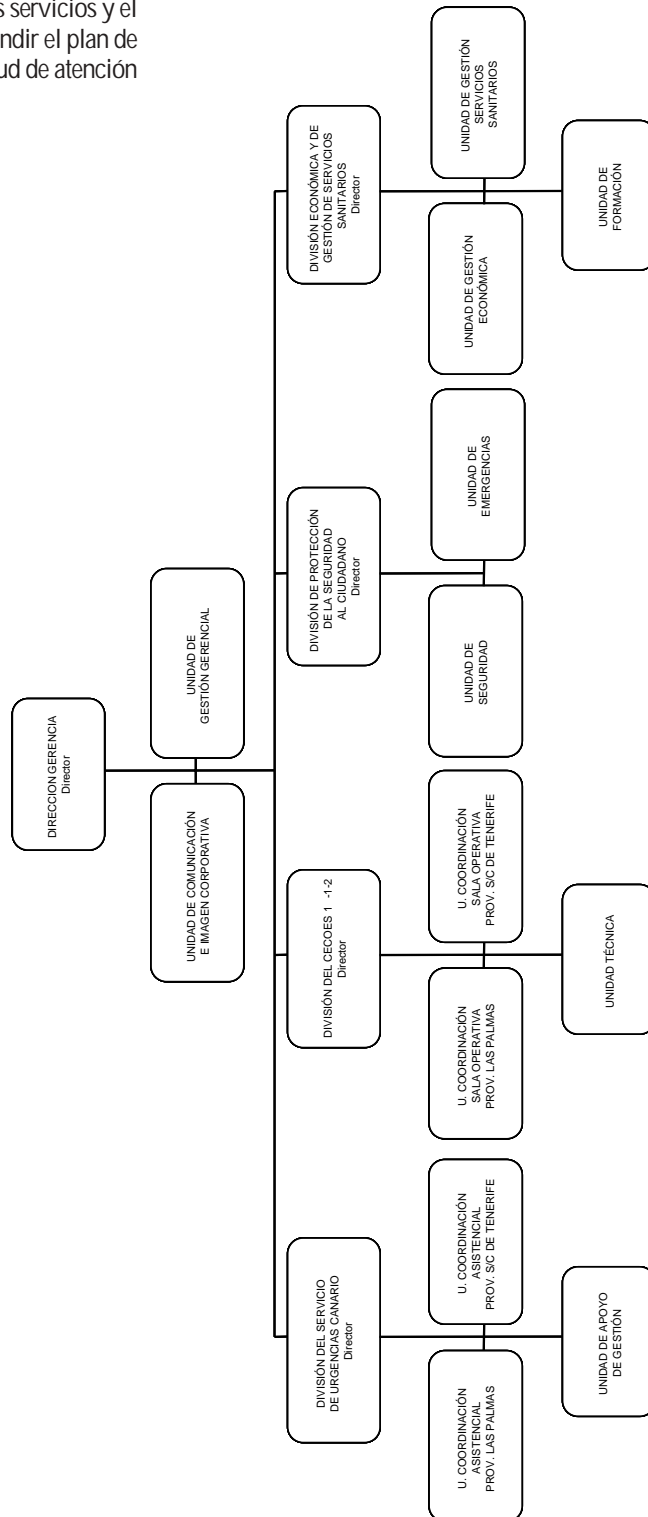 s servicios y el
ndir el plan de
ud de atención
DIRECCION GERENCIA
Director
UNIDAD DE COMUNICACIÓN
E IMAGEN CORPORATIVA
UNIDAD DE
GESTIÓN GERENCIAL
DIVISIÓN DEL SERVICIO
DE URGENCIAS CANARIO
Director
DIVISIÓN DEL CECOES 1 -1-2
Director
DIVISIÓN DE PROTECCIÓN
DE LA SEGURIDAD
AL CIUDADANO
Director
DIVISIÓN ECONÓMICA Y DE
GESTIÓN DE SERVICIOS
SANITARIOS
Director
U. COORDINACIÓN
ASISTENCIAL
PROV. LAS PALMAS
U. COORDINACIÓN
ASISTENCIAL
PROV. S/C DE TENERIFE
U. COORDINACIÓN
SALA OPERATIVA
PROV. LAS PALMAS
U. COORDINACIÓN
SALA OPERATIVA
PROV. S/C DE TENERIFE
UNIDAD DE
SEGURIDAD
UNIDAD DE
EMERGENCIAS
UNIDAD DE GESTIÓN
ECONÓMICA
UNIDAD DE GESTIÓN
SERVICIOS
SANITARIOS
UNIDAD DE APOYO
DE GESTIÓN
UNIDAD TÉCNICA
UNIDAD DE
FORMACIÓN